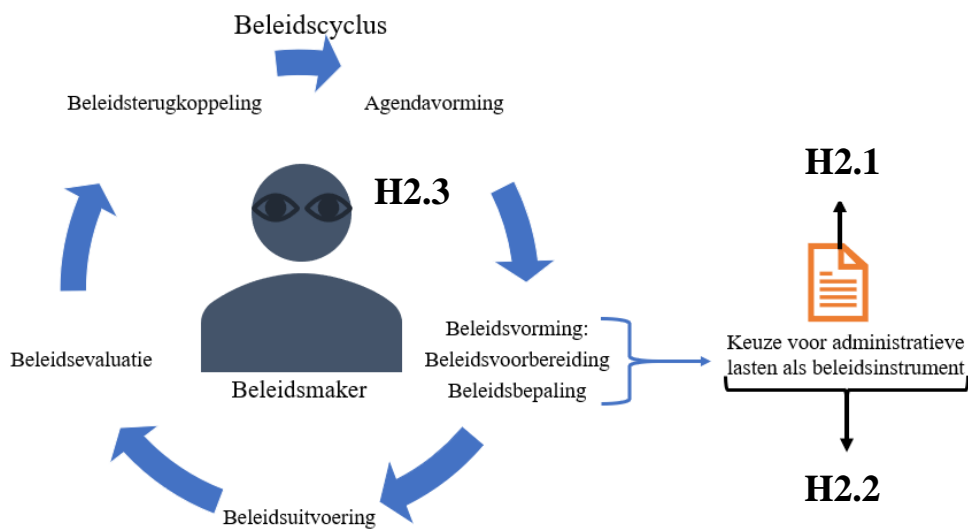 Beleidscyclus
Beleidsterugkoppeling
Agendavorming
H2.3
Beleidsvorming:
Beleidsvoorbereiding
Beleidsbepaling
Beleidsmaker
Beleidsevaluatie
Beleidsuitvoering
H2.1
Keuze voor administratieve
lasten als beleidsinstrument
H2.2